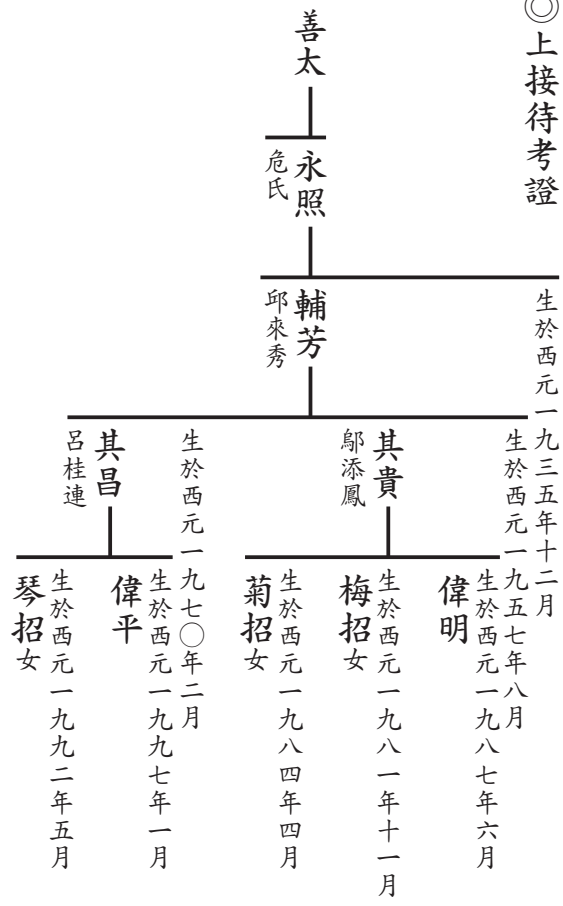 ◎上接待考證
善太
永照
危氏
生於西元一九三五年十二月
輔芳
邱來秀
生於西元一九五七年八月
其貴
鄔添鳳
生於西元一九七〇年二月
其昌
呂桂連
生於西元一九八七年六月
偉明
生於西元一九八一年十一月
梅招女
生於西元一九八四年四月
菊招女
生於西元一九九七年一月
偉平
生於西元一九九二年五月
琴招女